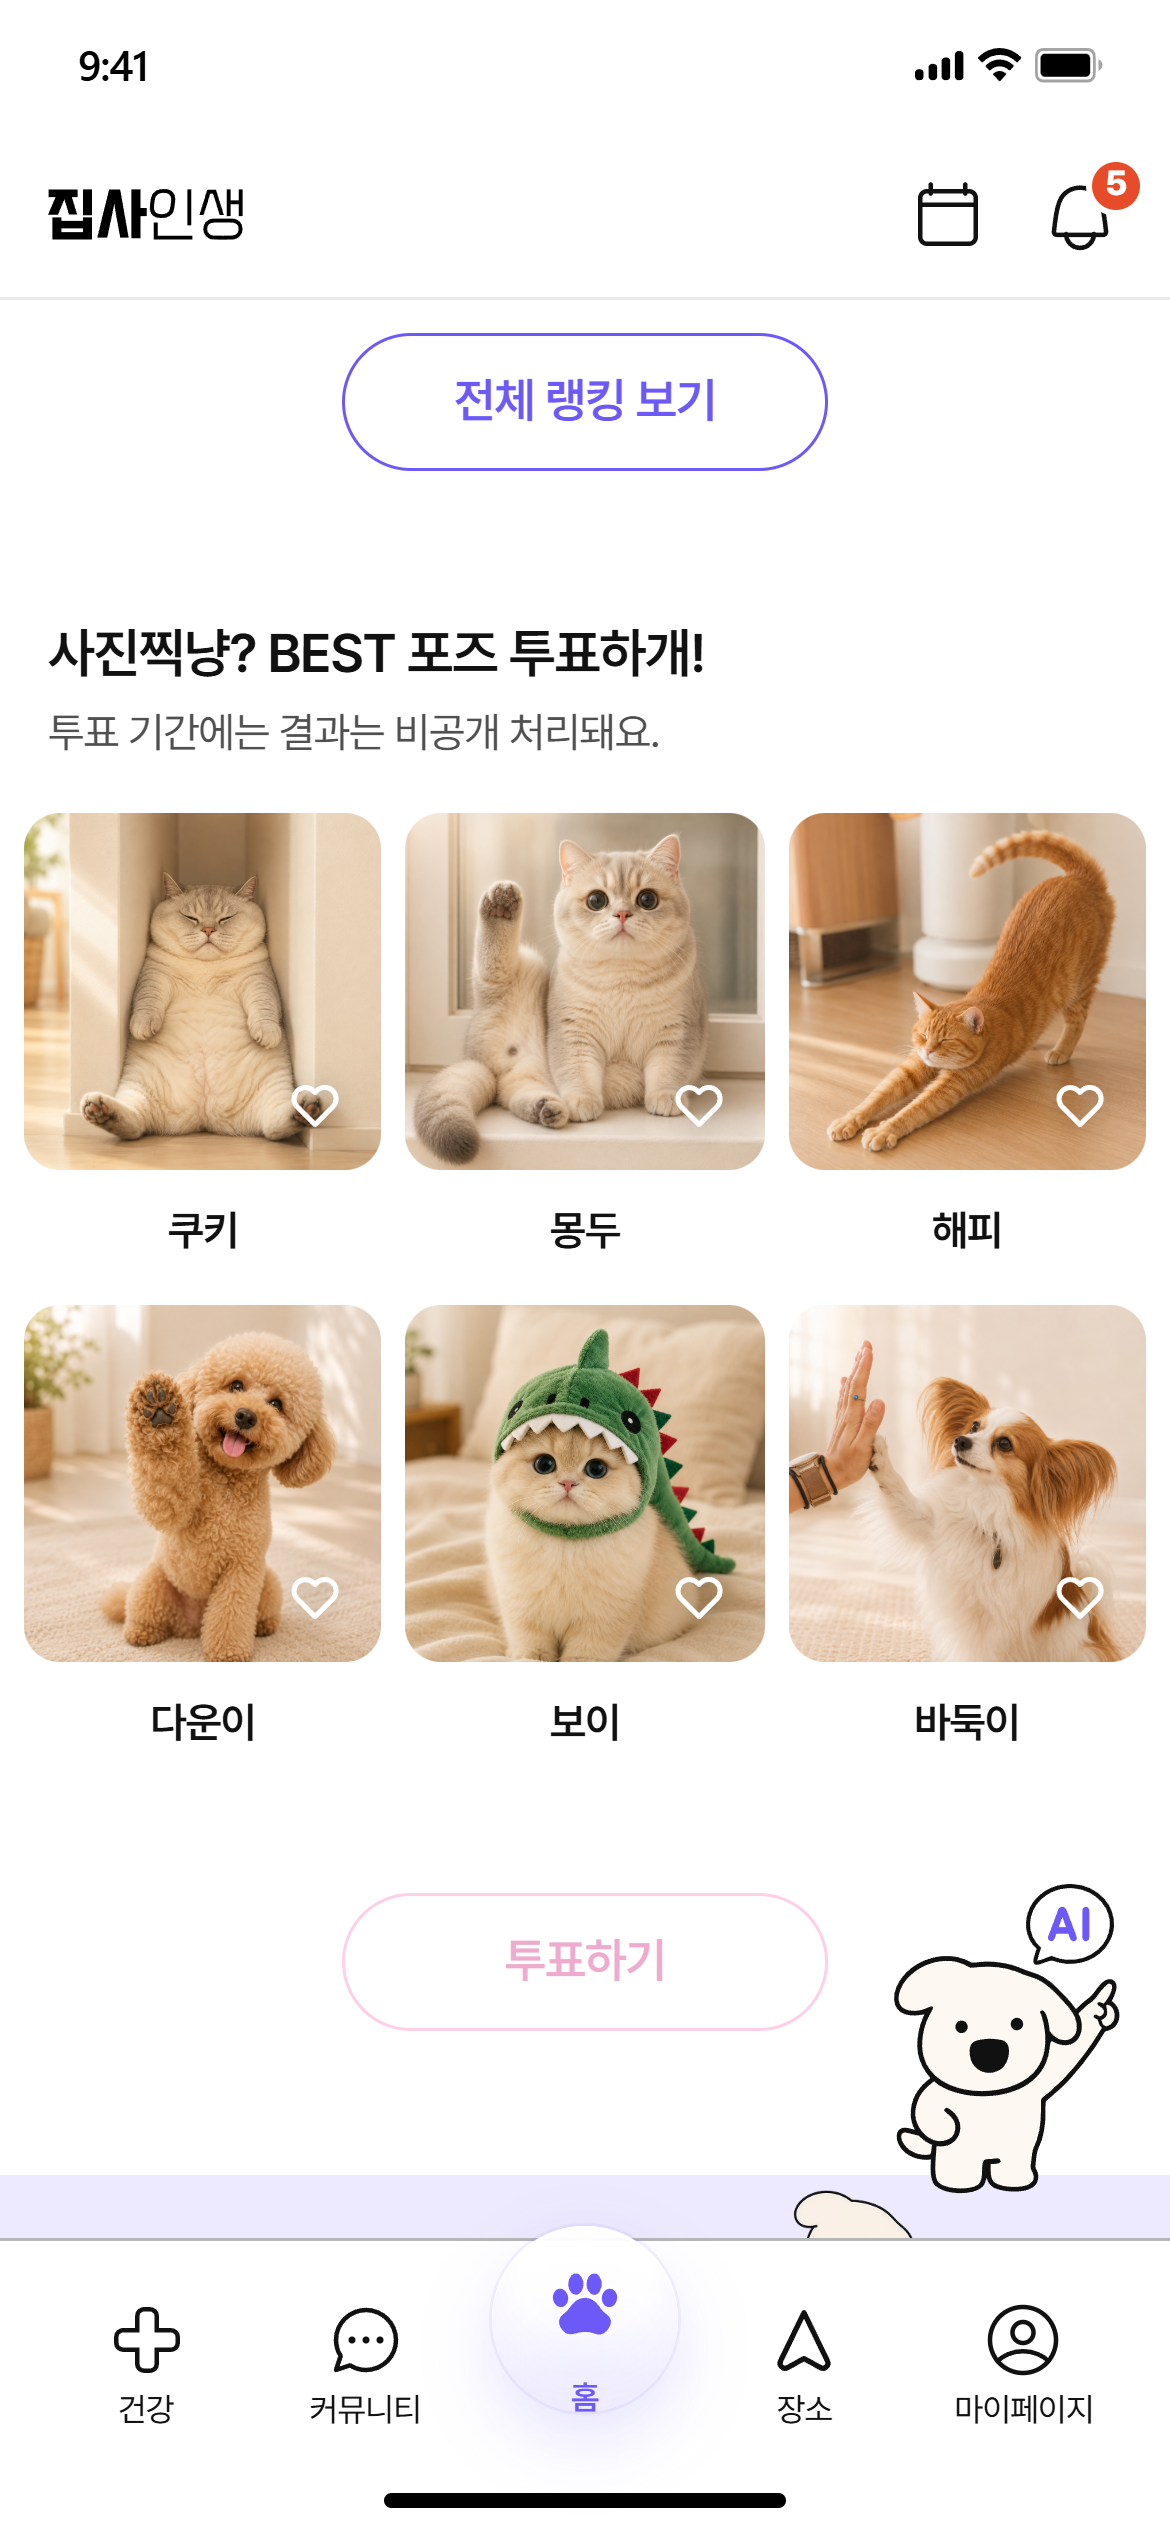 9:41
집사인생
5
전체 랭킹 보기
사진찍냥? BEST 포즈 투표하개!
투표 기간에는 결과는 비공개 처리돼요.
쿠키
몽두
해피
다운이
보이
바둑이
AI
투표하기
건강
커뮤니티
홈
장소
마이페이지